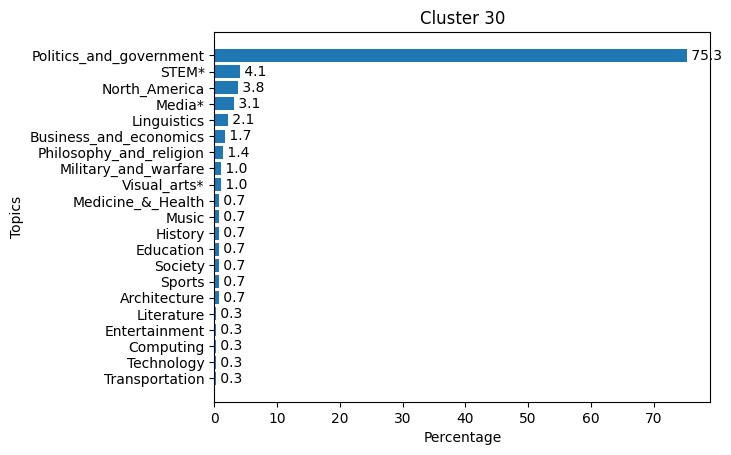 Cluster 30
Politics_and_government 75.3
STEM* 4.1
North_America 3.8
Media* 3.1
Linguistics 2.1
Business_and_economics 1.7
Philosophy_and_religion 1.4
Military_and_warfare 1.0
Visual_arts* 1.0
Medicine_&_Health 0.7
Music 0.7
History 0.7
Education 0.7
Society 0.7
Sports 0.7
Architecture 0.7
Literature 0.3
Entertainment 0.3
Computing 0.3
Technology 0.3
Transportation 0.3
Topics
0 10 20 30 40 50 60 70
Percentage